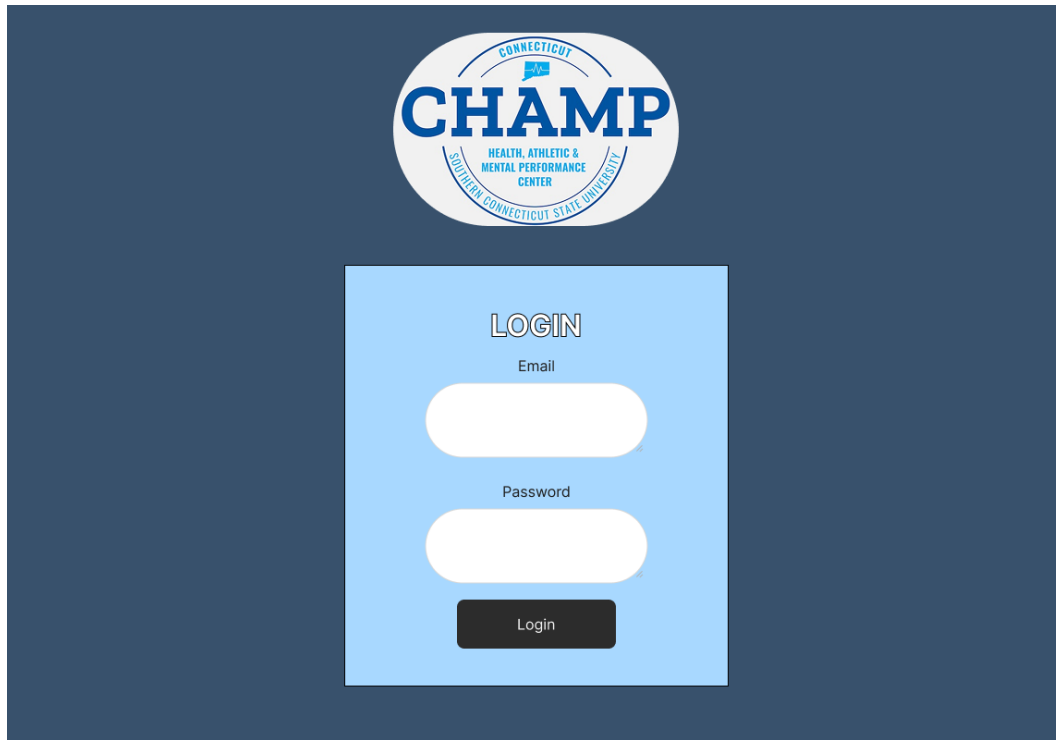 CONNECTICUT
CHAMP
HEALTH, ATHLETIC &
MENTAL PERFORMANCE
CENTER
SOUTHERN CONNECTICUT STATE UNIVERSITY
LOGIN
Email
Password
Login